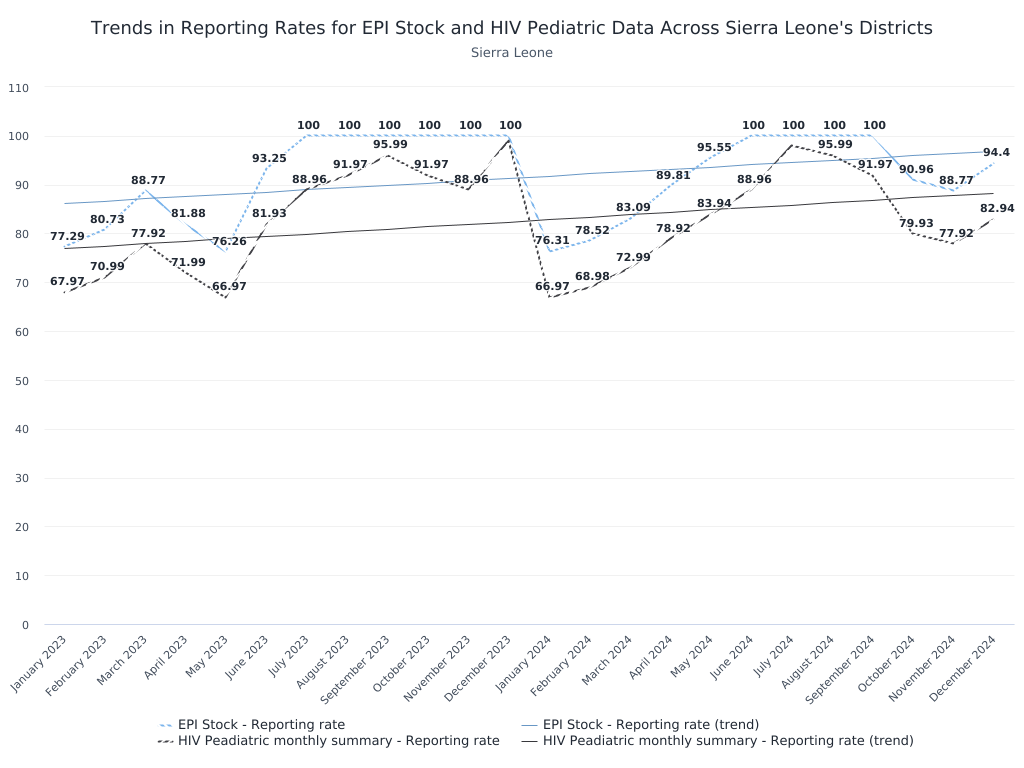 Trends in Reporting Rates for EPI Stock and HIV Pediatric Data Across Sierra Leone's Districts
Sierra Leone
110
100
90
80
70
60
50
40
30
20
10
0
77.29
80.73
88.77
81.88
76.26
93.25
100
100
100
100
100
76.31
78.52
83.09
89.81
95.55
100
100
100
100
90.96
88.77
94.4
67.97
70.99
77.92
71.99
66.97
81.93
88.96
91.97
95.99
91.97
88.96
66.97
68.98
72.99
78.92
83.94
88.96
95.99
91.97
79.93
77.92
82.94
January 2023
February 2023
March 2023
April 2023
May 2023
June 2023
July 2023
August 2023
September 2023
October 2023
November 2023
December 2023
January 2024
February 2024
March 2024
April 2024
May 2024
June 2024
July 2024
August 2024
September 2024
October 2024
November 2024
December 2024
EPI Stock - Reporting rate
EPI Stock - Reporting rate (trend)
HIV Peadiatric monthly summary - Reporting rate
HIV Peadiatric monthly summary - Reporting rate (trend)